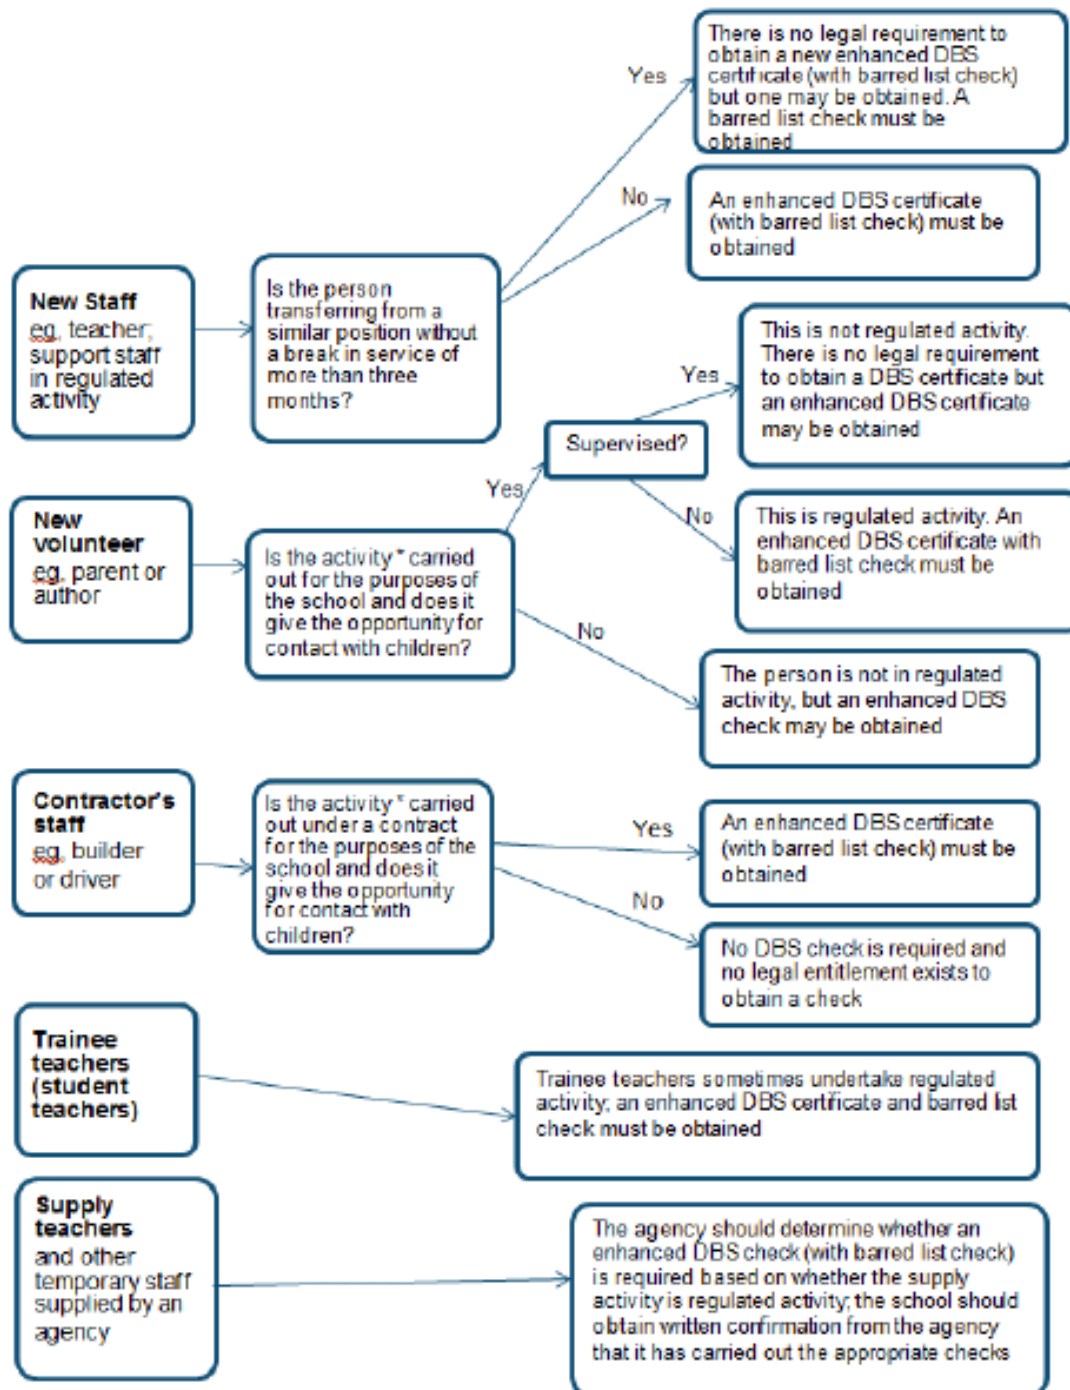 There is no legal requirement to
obtain a new enhanced DBS
certificate (with barred list check)
but one may be obtained. A
barred list check must be
obtained
Yes
No
An enhanced DBS certificate
(with barred list check) must be
obtained
New Staff
eg, teacher;
support staff
in regulated
activity
Is the person
transferring from a
similar position without
a break in service of
more than three
months?
This is not regulated activity.
There is no legal requirement
to obtain a DBS certificate but
an enhanced DBS certificate
may be obtained
Yes
Supervised?
Yes
No
This is regulated activity. An
enhanced DBS certificate with
barred list check must be
obtained
New
volunteer
eg, parent or
author
Is the activity * carried
out for the purposes of
the school and does it
give the opportunity for
contact with children?
No
The person is not in regulated
activity, but an enhanced DBS
check may be obtained
Contractor's
staff
eg, builder
or driver
Is the activity * carried
out under a contract
for the purposes of the
school and does it
give the opportunity
for contact with
children?
Yes
An enhanced DBS certificate
(with barred list check) must be
obtained
No
No DBS check is required and
no legal entitlement exists to
obtain a check
Trainee
teachers
(student
teachers)
Trainee teachers sometimes undertake regulated
activity; an enhanced DBS certificate and barred list
check must be obtained
Supply
teachers
and other
temporary staff
supplied by an
agency
The agency should determine whether an
enhanced DBS check (with barred list check)
is required based on whether the supply
activity is regulated activity; the school should
obtain written confirmation from the agency
that it has carried out the appropriate checks